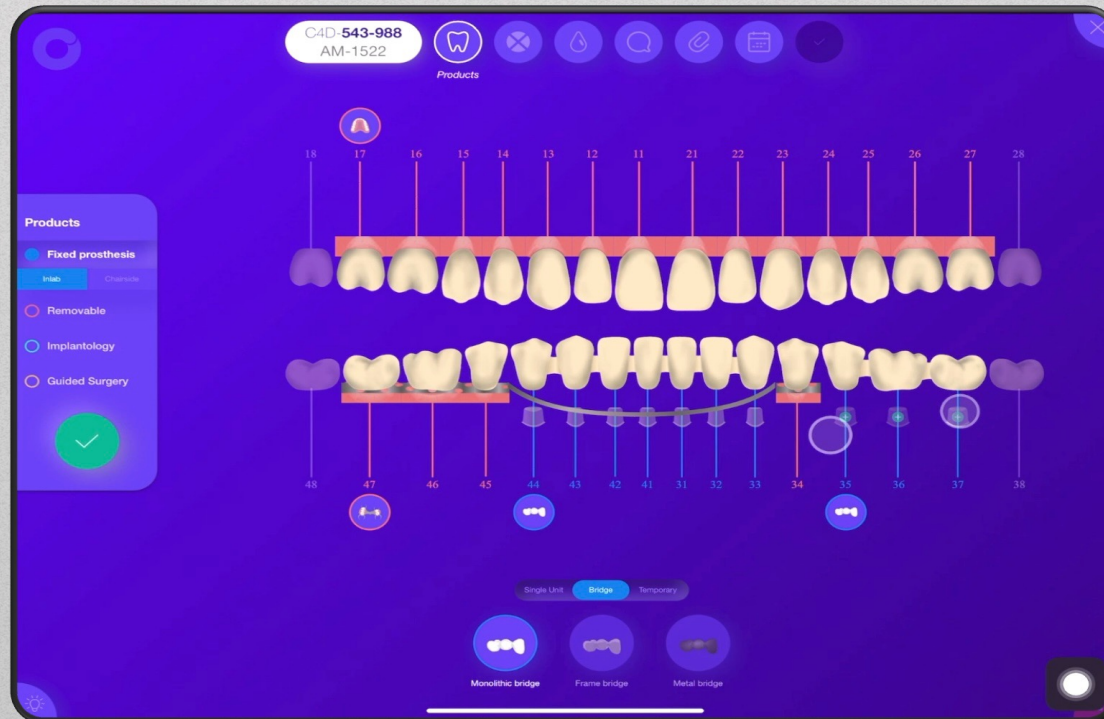 C4D-543-988
AM-1522
Products
18 17 16 15 14 13 12 11 21 22 23 24 25 26 27 28
Products
Fixed prosthesis
Inlab Chairside
Removable
Implantology
Guided Surgery
48 47 46 45 44 43 42 41 31 32 33 34 35 36 37 38
Single Unit Bridge Temporary
Monolithic bridge Frame bridge Metal bridge